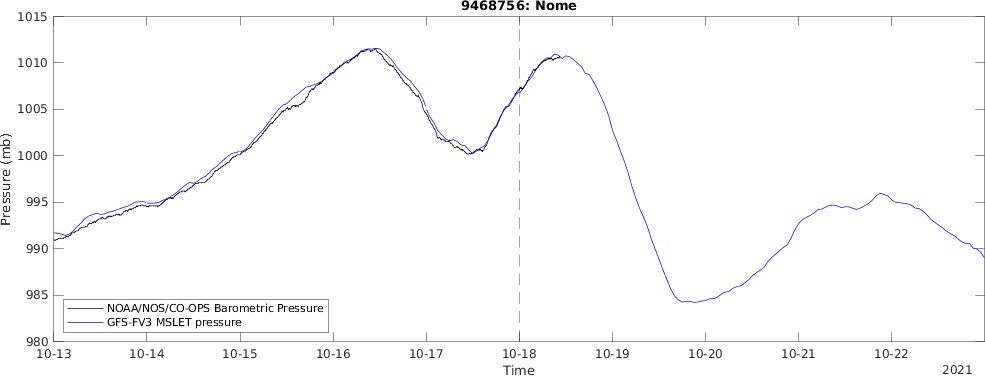 9468756: Nome
1015
1010
1005
1000
995
990
985
980
Pressure (mb)
NOAA/NOS/CO-OPS Barometric Pressure
GFS-FV3 MSLET pressure
10-13 10-14 10-15 10-16 10-17 10-18 10-19 10-20 10-21 10-22
Time
2021